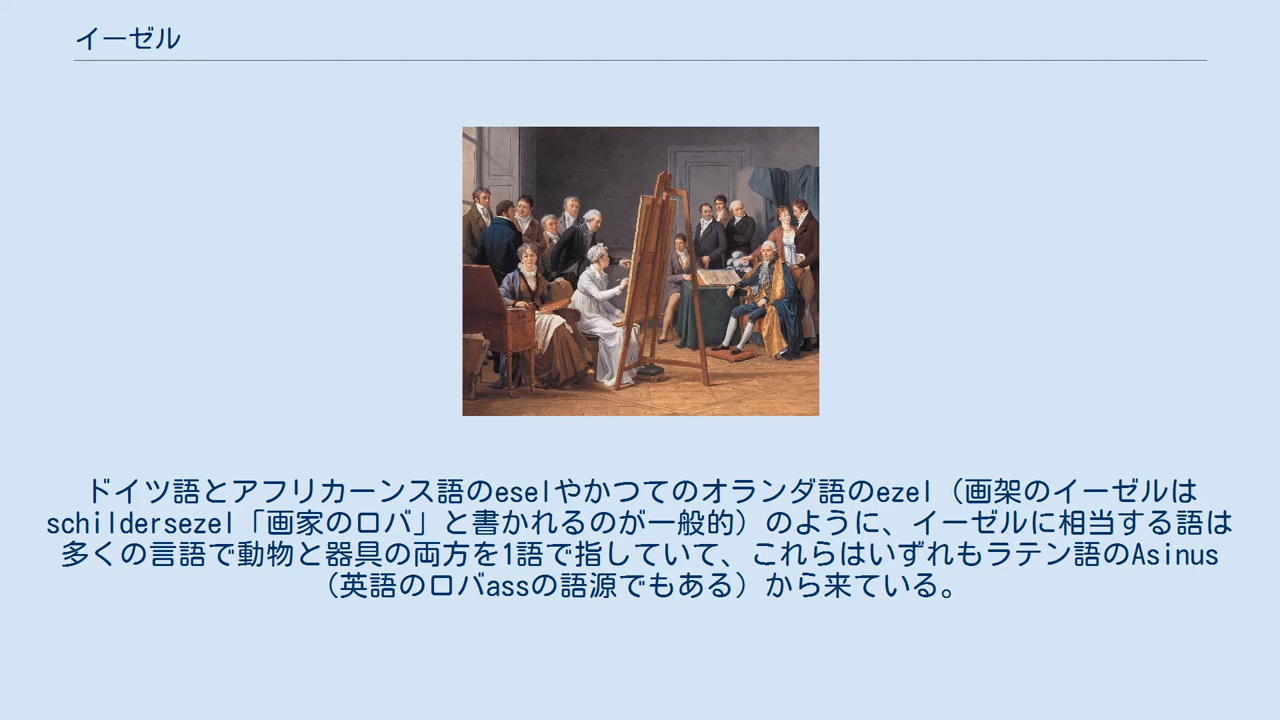 イーゼル
ドイツ語とアフリカーンス語のeselやかつてのオランダ語のezel（画架のイーゼルは
schildersezel「画家のロバ」と書かれるのが一般的）のように、イーゼルに相当する語は
多くの言語で動物と器具の両方を1語で指していて、これらはいずれもラテン語のAsinus
（英語のロバassの語源でもある）から来ている。